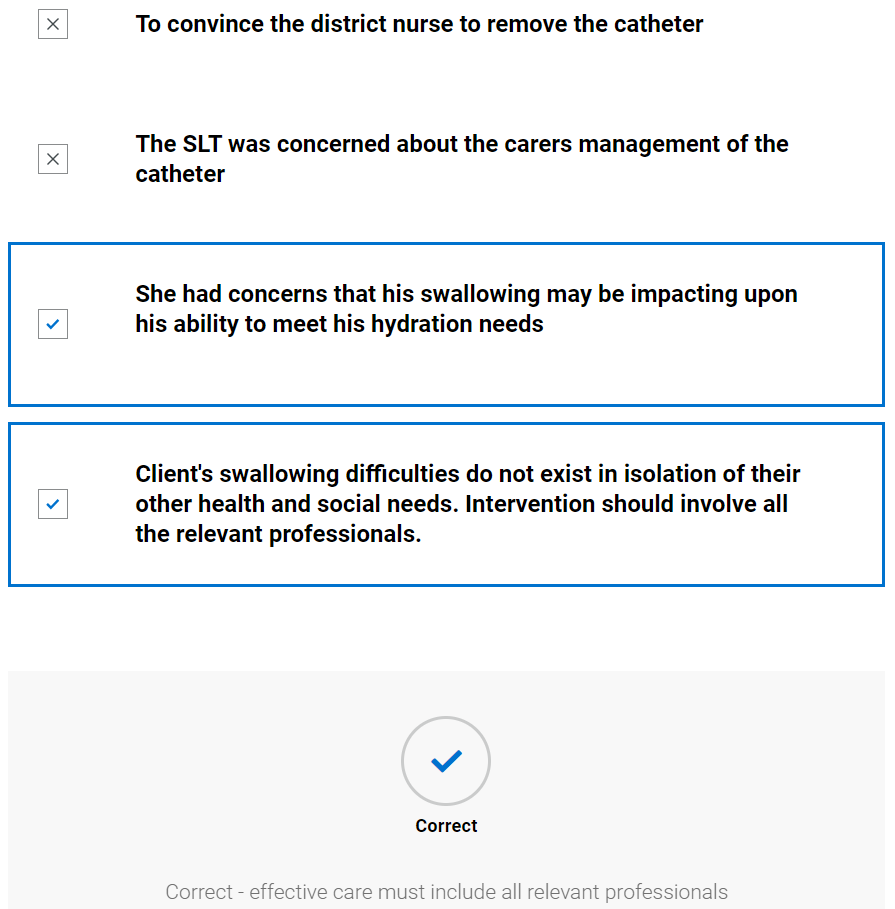 To convince the district nurse to remove the catheter
The SLT was concerned about the carers management of the
catheter
She had concerns that his swallowing may be impacting upon
his ability to meet his hydration needs
Client's swallowing difficulties do not exist in isolation of their
other health and social needs. Intervention should involve all
the relevant professionals.
Correct
Correct - effective care must include all relevant professionals